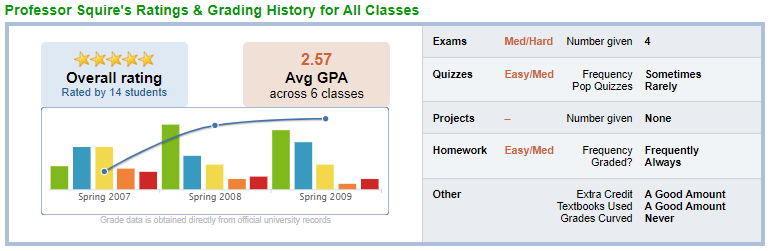 Professor Squire's Ratings & Grading History for All Classes
Overall rating
Rated by 14 students
2.57
Avg GPA
across 6 classes
Spring 2007 Spring 2008 Spring 2009
Grade data is obtained directly from official university records
Exams Med/Hard Number given 4
Quizzes Easy/Med Frequency Sometimes
Pop Quizzes Rarely
Projects – Number given None
Homework Easy/Med Frequency Frequently
Graded? Always
Other Extra Credit A Good Amount
Textbooks Used A Good Amount
Grades Curved Never